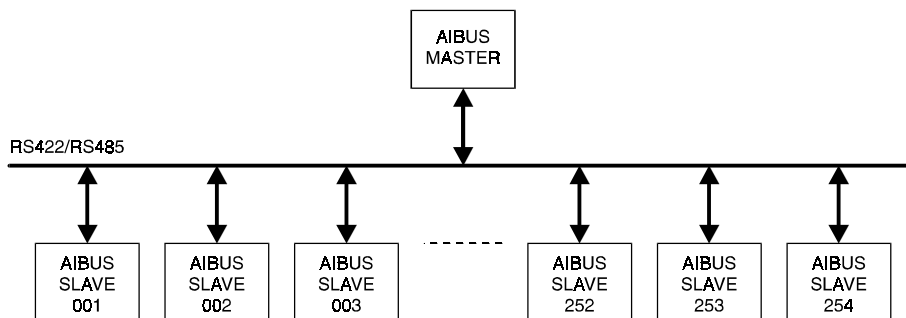 AIBUS
MASTER
RS422/RS485
AIBUS
SLAVE
001
AIBUS
SLAVE
002
AIBUS
SLAVE
003
AIBUS
SLAVE
252
AIBUS
SLAVE
253
AIBUS
SLAVE
254